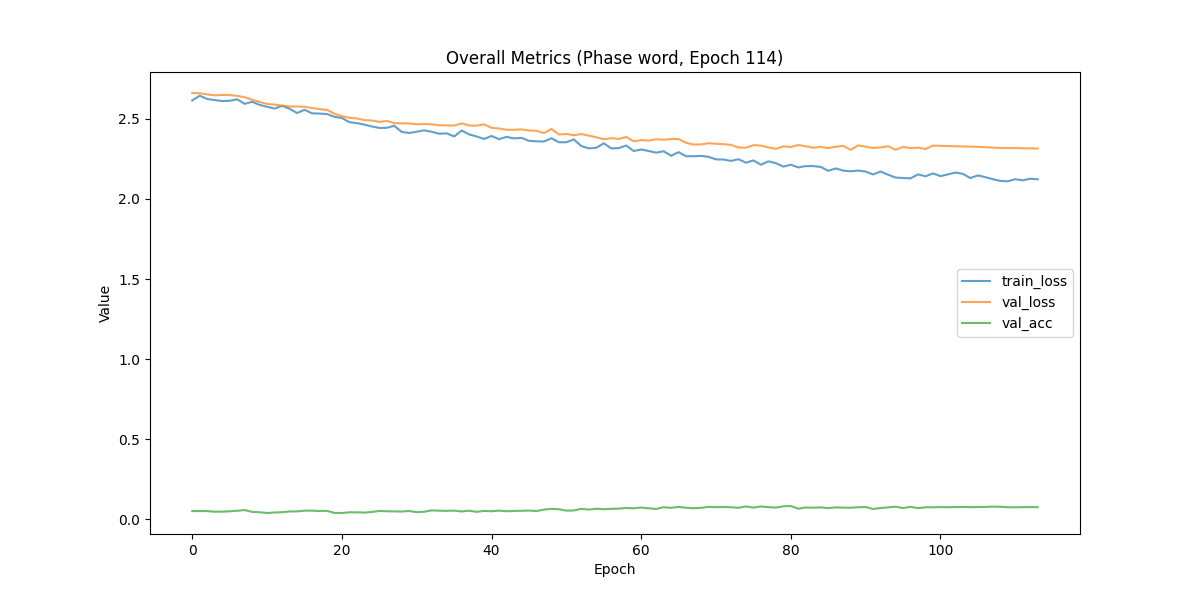 Overall Metrics (Phase word, Epoch 114)
Value
2.5
2.0
1.5
1.0
0.5
0.0
train_loss
val_loss
val_acc
0 20 40 60 80 100
Epoch